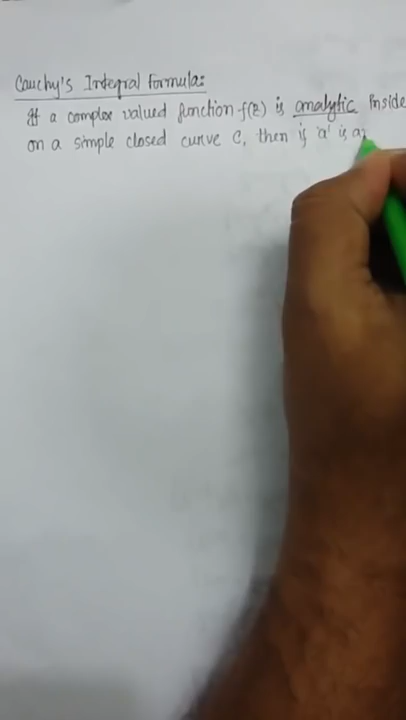 Cauchy's Integral Formula:
If a complex valued function f(z) is analytic inside
on a simple closed curve C, then if 'a' is